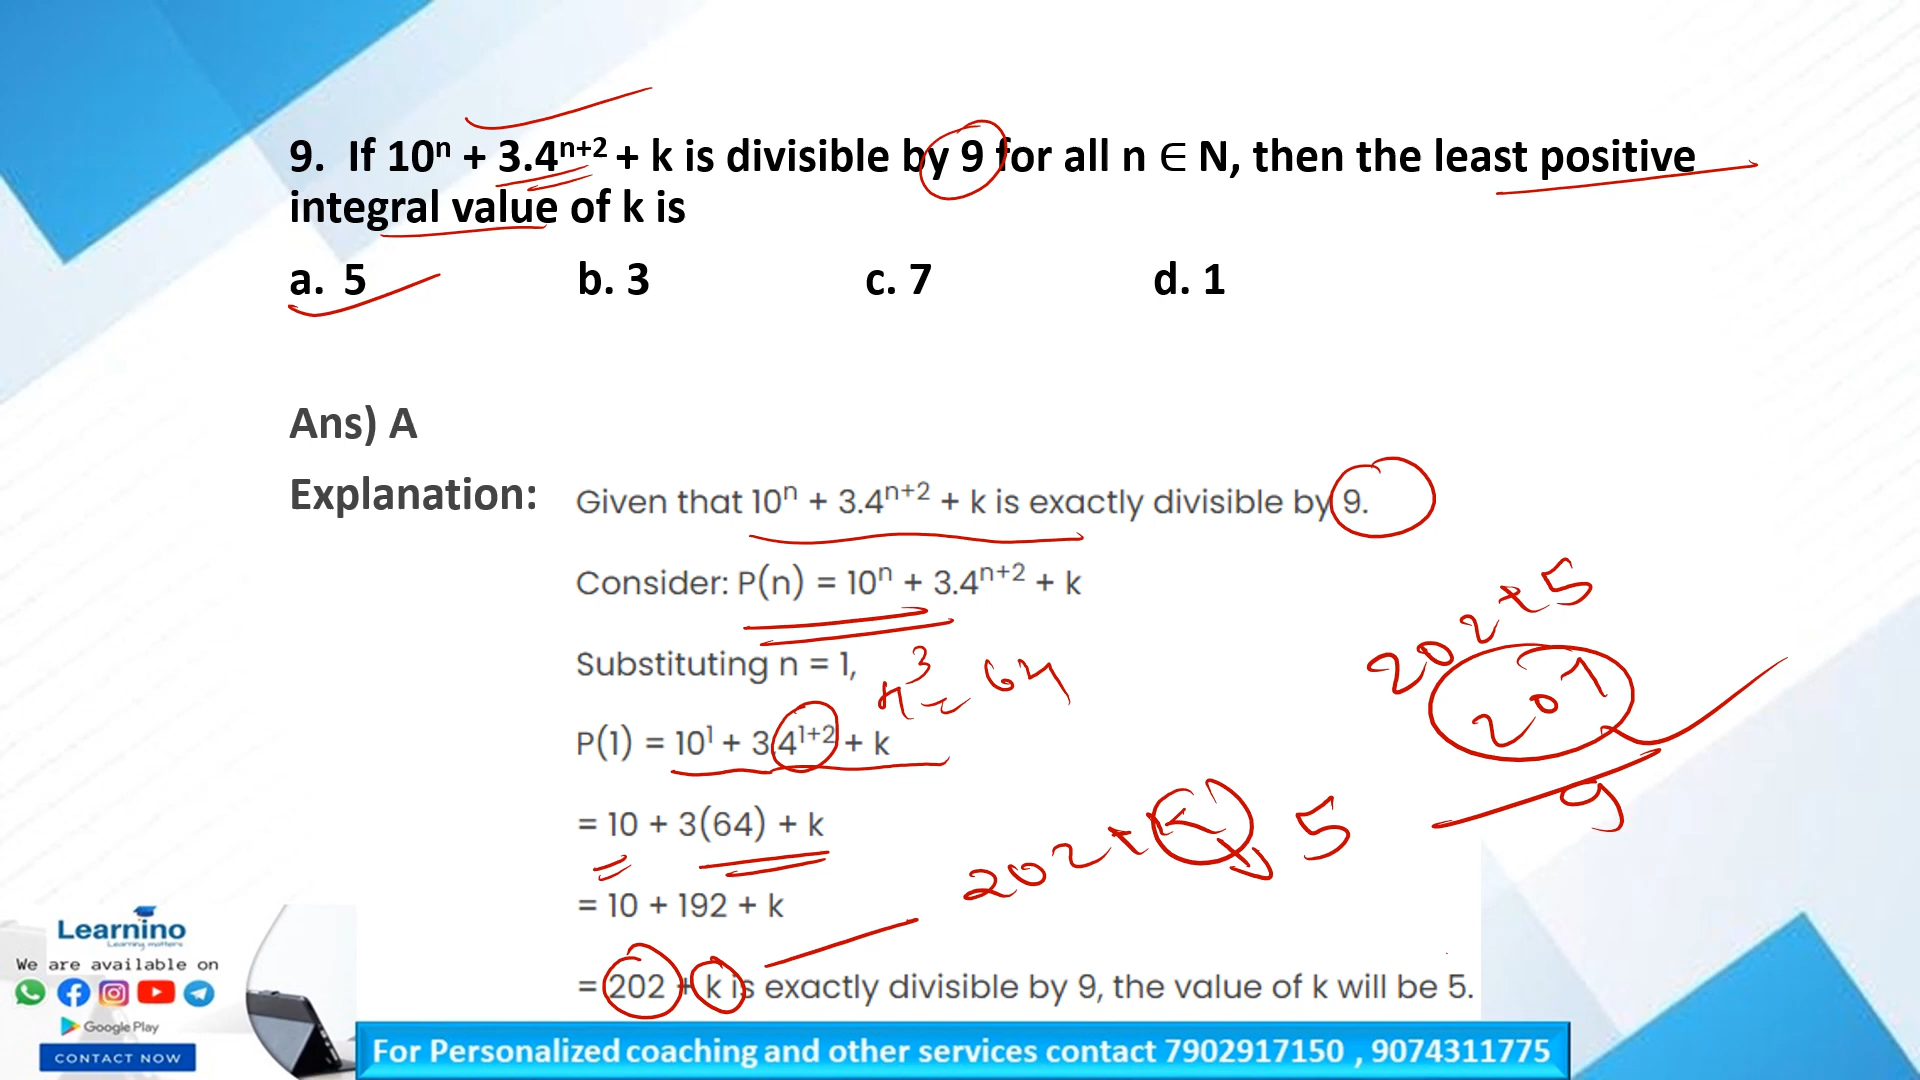 9. If 10ⁿ + 3.4ⁿ⁺² + k is divisible by 9 for all n ∈ N, then the least positive
integral value of k is
a. 5 b. 3 c. 7 d. 1
Ans) A
Explanation: Given that 10ⁿ + 3.4ⁿ⁺² + k is exactly divisible by 9.
Consider: P(n) = 10ⁿ + 3.4ⁿ⁺² + k
202+5
Substituting n = 1,
4³ = 64
207
9
P(1) = 10¹ + 3.4¹⁺² + k
= 10 + 3(64) + k
202+k 5
= 10 + 192 + k
= 202 + k is exactly divisible by 9, the value of k will be 5.
Learnino
Learning matters
We are available on
Google Play
CONTACT NOW
For Personalized coaching and other services contact 7902917150 , 9074311775